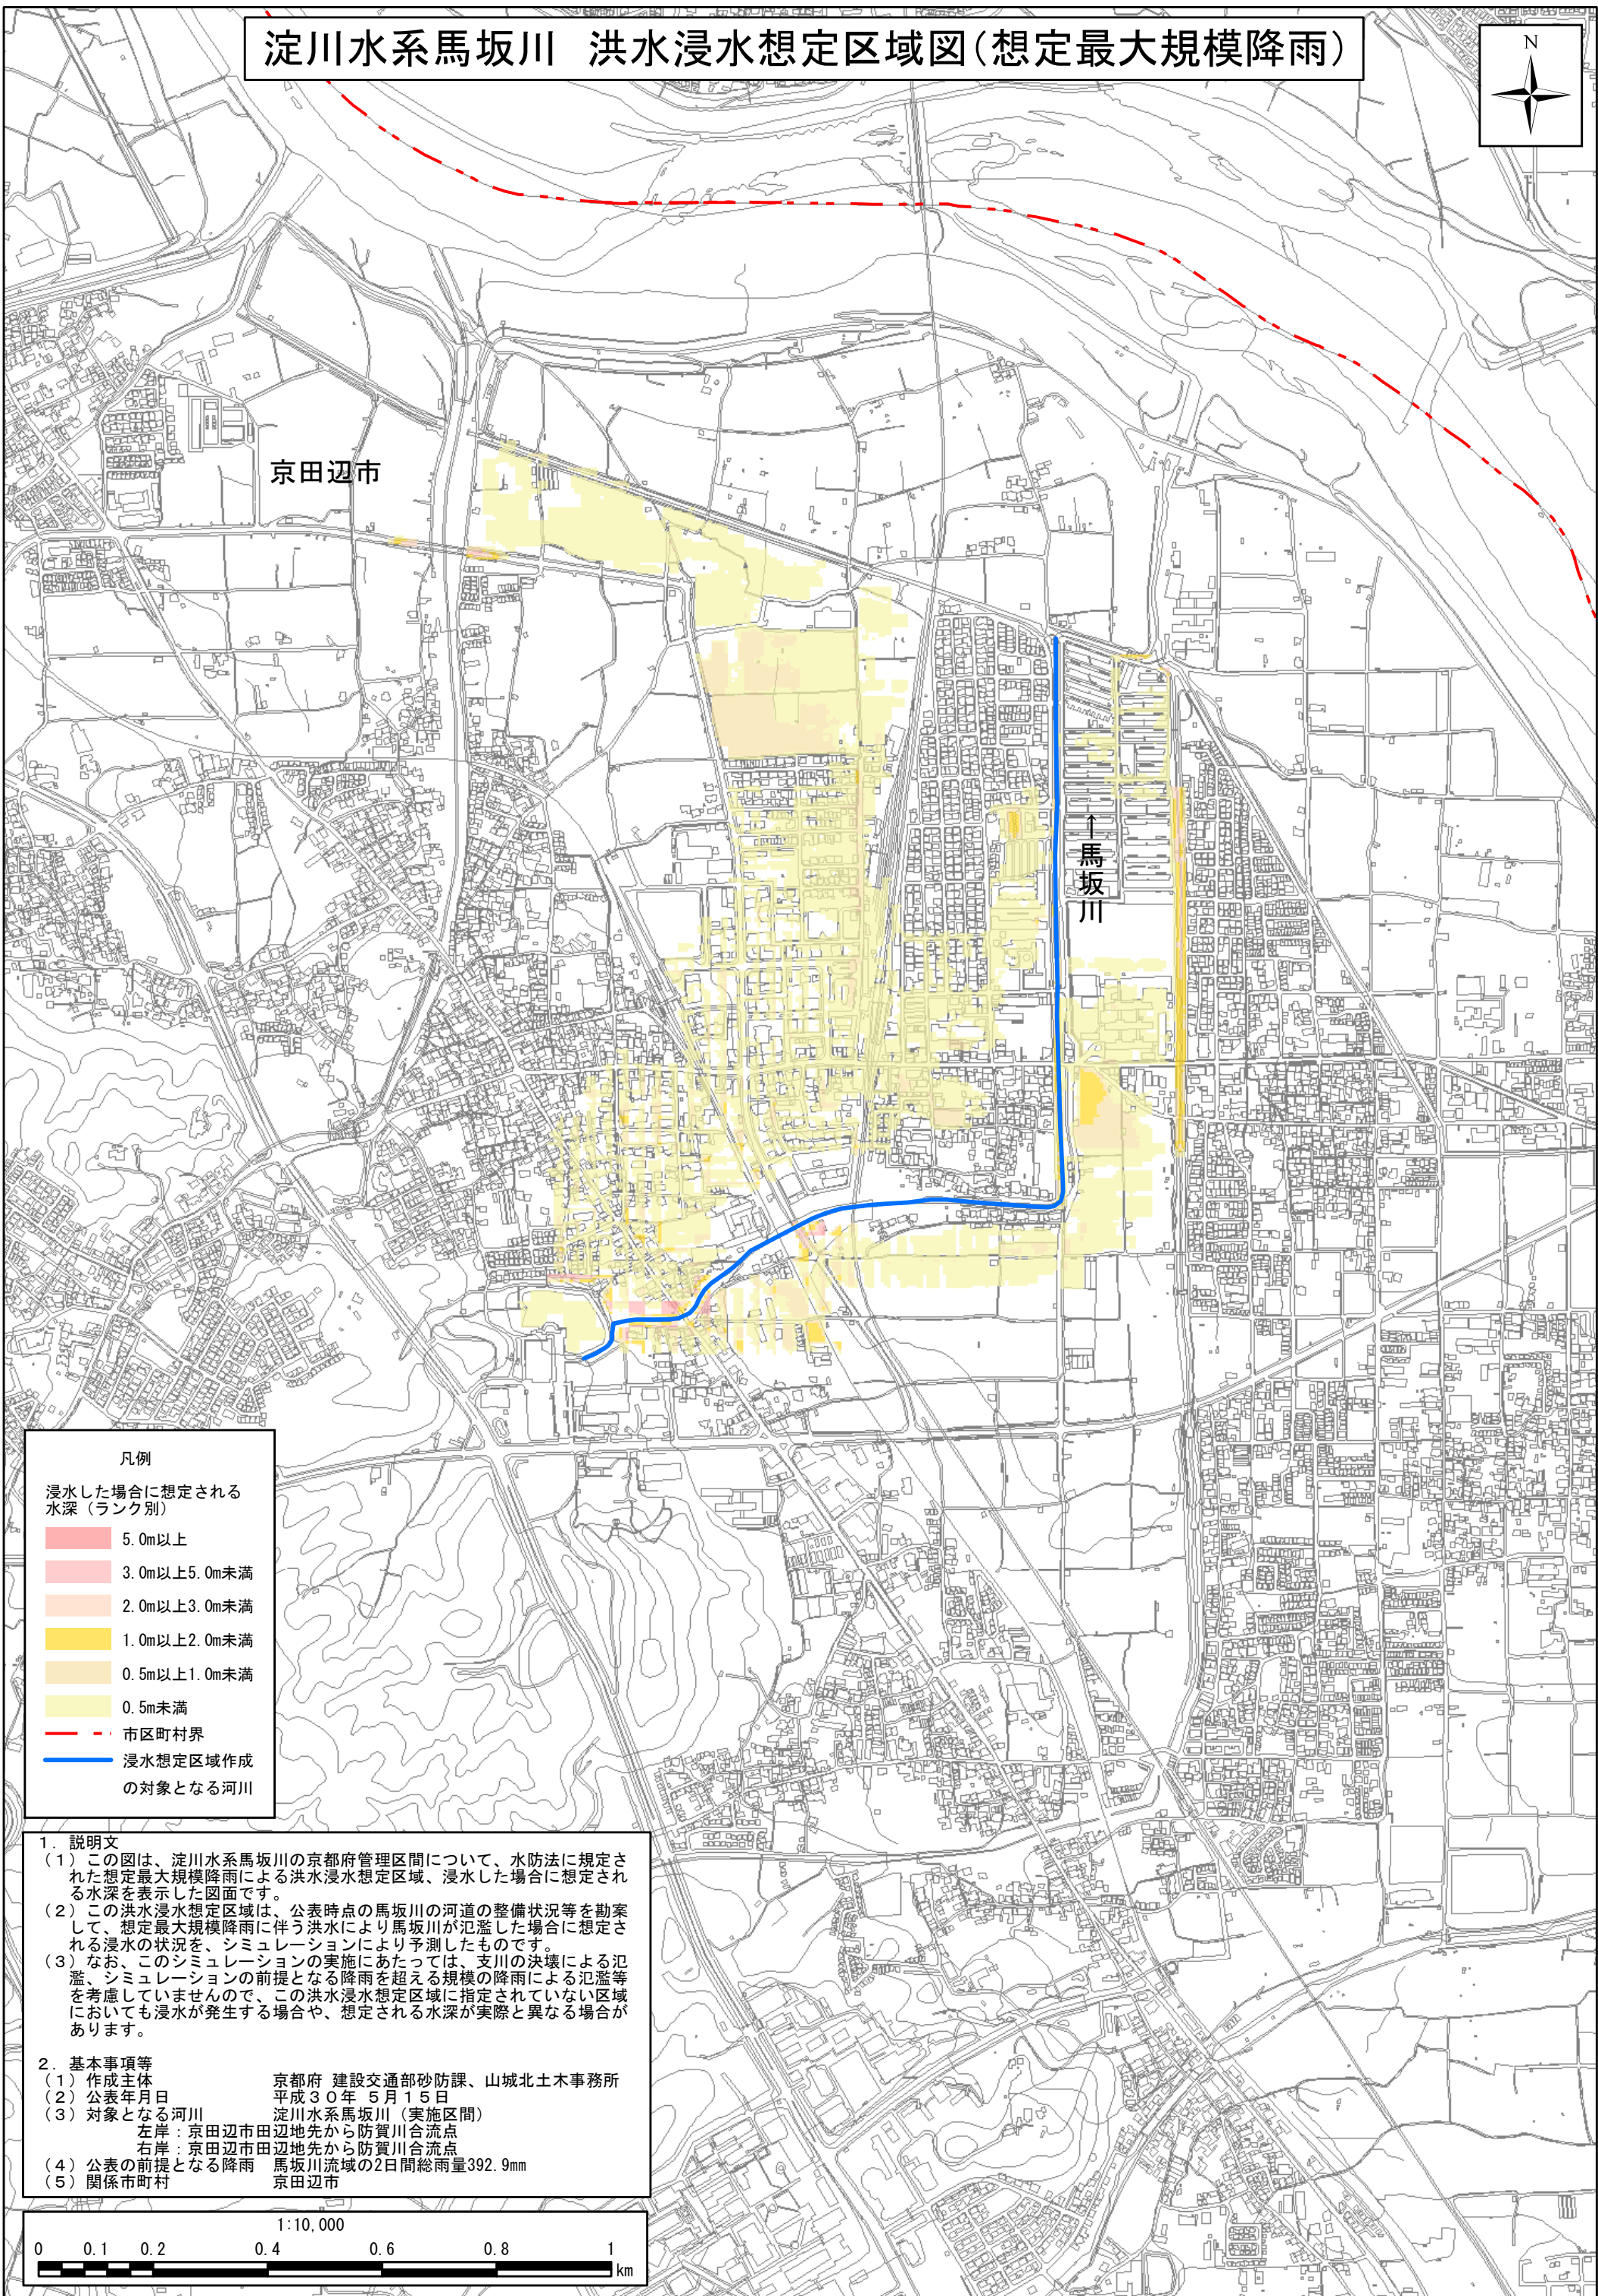 淀川水系馬坂川　洪水浸水想定区域図(想定最大規模降雨)
N
京田辺市
↑馬坂川
凡例
浸水した場合に想定される
水深（ランク別）
5.0m以上
3.0m以上5.0m未満
2.0m以上3.0m未満
1.0m以上2.0m未満
0.5m以上1.0m未満
0.5m未満
市区町村界
浸水想定区域作成
の対象となる河川
1．説明文
（1）この図は、淀川水系馬坂川の京都府管理区間について、水防法に規定さ
れた想定最大規模降雨による洪水浸水想定区域、浸水した場合に想定され
る水深を表示した図面です。
（2）この洪水浸水想定区域は、公表時点の馬坂川の河道の整備状況等を勘案
して、想定最大規模降雨に伴う洪水により馬坂川が氾濫した場合に想定さ
れる浸水の状況を、シミュレーションにより予測したものです。
（3）なお、このシミュレーションの実施にあたっては、支川の決壊による氾
濫、シミュレーションの前提となる降雨を超える規模の降雨による氾濫等
を考慮していませんので、この洪水浸水想定区域に指定されていない区域
においても浸水が発生する場合や、想定される水深が実際と異なる場合が
あります。
2．基本事項等
（1）作成主体　京都府 建設交通部砂防課、山城北土木事務所
（2）公表年月日　平成３０年 ５月１５日
（3）対象となる河川　淀川水系馬坂川（実施区間）
左岸：京田辺市田辺地先から防賀川合流点
右岸：京田辺市田辺地先から防賀川合流点
（4）公表の前提となる降雨　馬坂川流域の2日間総雨量392.9mm
（5）関係市町村　京田辺市
1:10,000
0 0.1 0.2 0.4 0.6 0.8 1
km